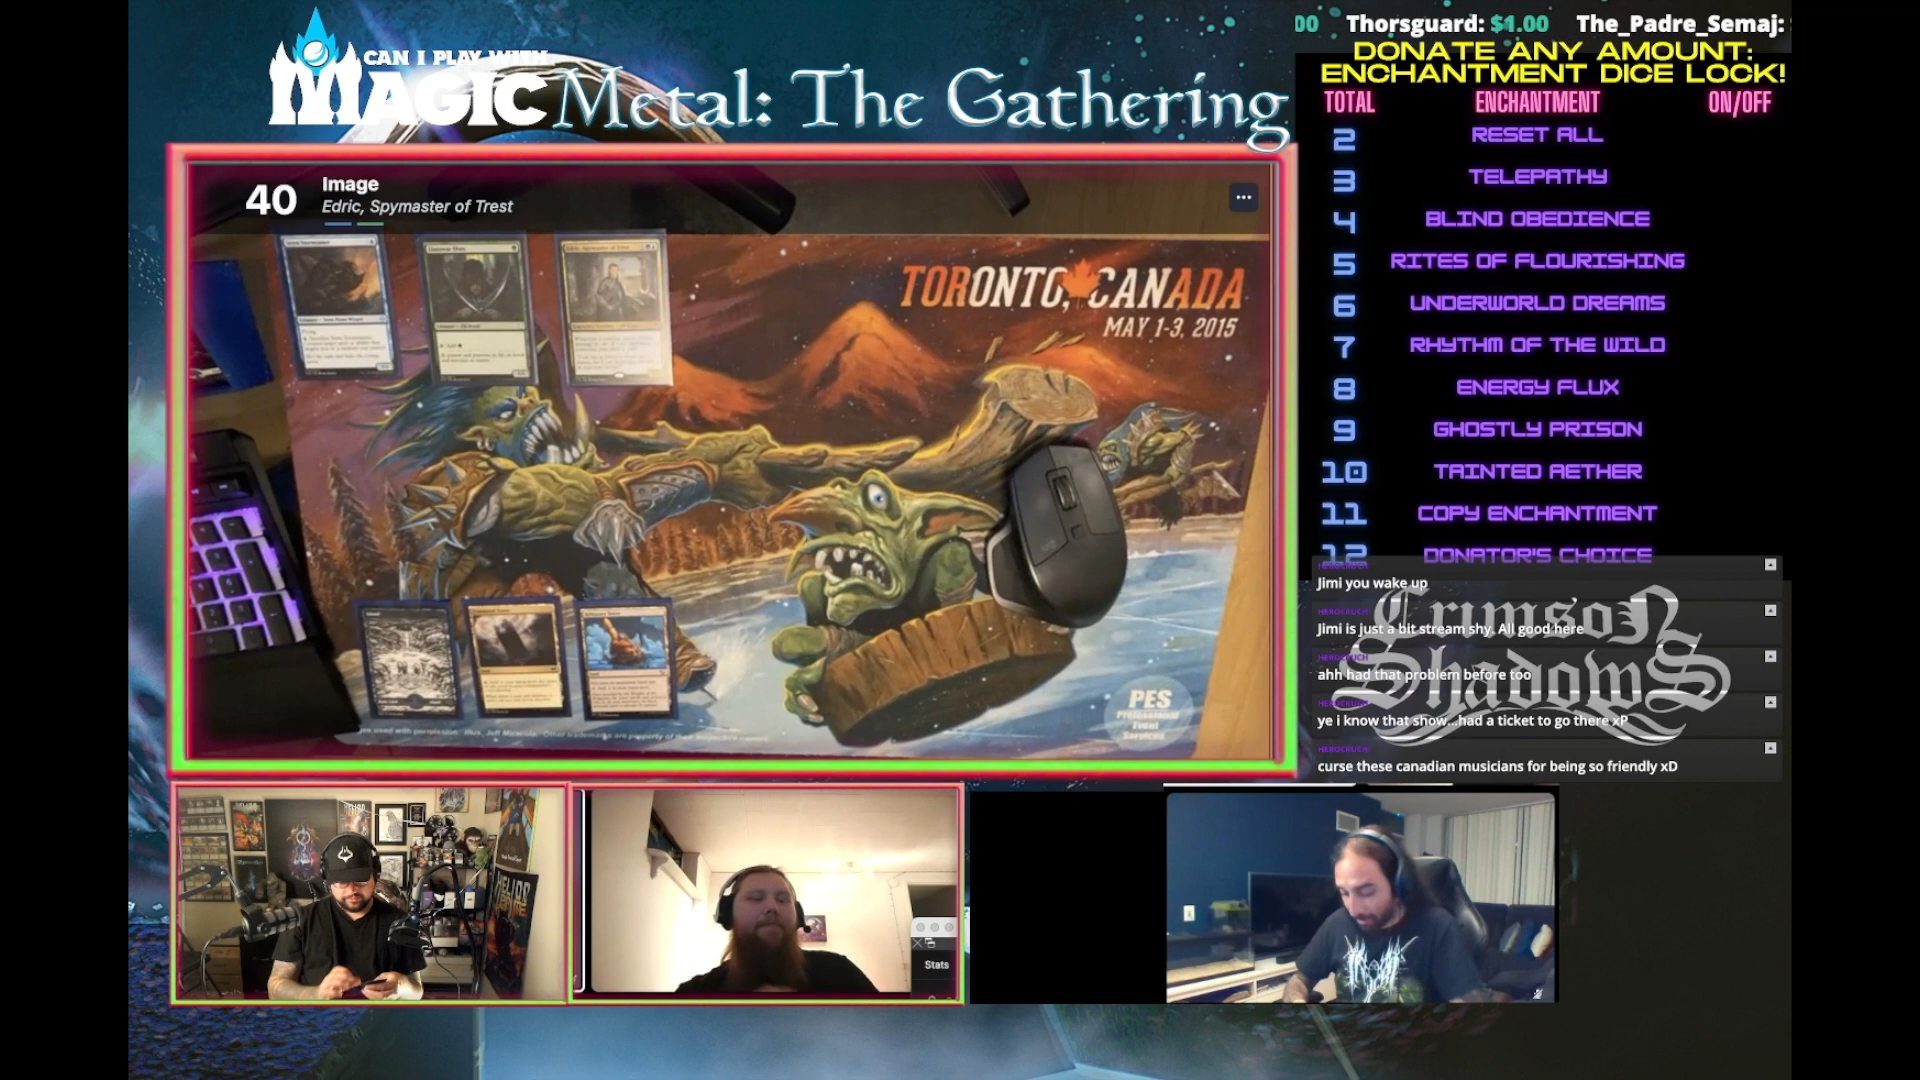 CAN I PLAY WITH
MAGIC
Metal: The Gathering
00 Thorsguard: $1.00 The_Padre_Semaj:
DONATE ANY AMOUNT:
ENCHANTMENT DICE LOCK!
TOTAL ENCHANTMENT ON/OFF
2 RESET ALL
3 TELEPATHY
4 BLIND OBEDIENCE
5 RITES OF FLOURISHING
6 UNDERWORLD DREAMS
7 RHYTHM OF THE WILD
8 ENERGY FLUX
9 GHOSTLY PRISON
10 TAINTED AETHER
11 COPY ENCHANTMENT
12 DONATOR'S CHOICE
40 Image
Edric, Spymaster of Trest
TORONTO, CANADA
MAY 1-3, 2015
PES
Professional
Event
Services
Jimi you wake up
Jimi is just a bit stream shy. All good here
ahh had that problem before too
ye i know that show...had a ticket to go there xP
curse these canadian musicians for being so friendly xD
Crimson
Shadows
Stats